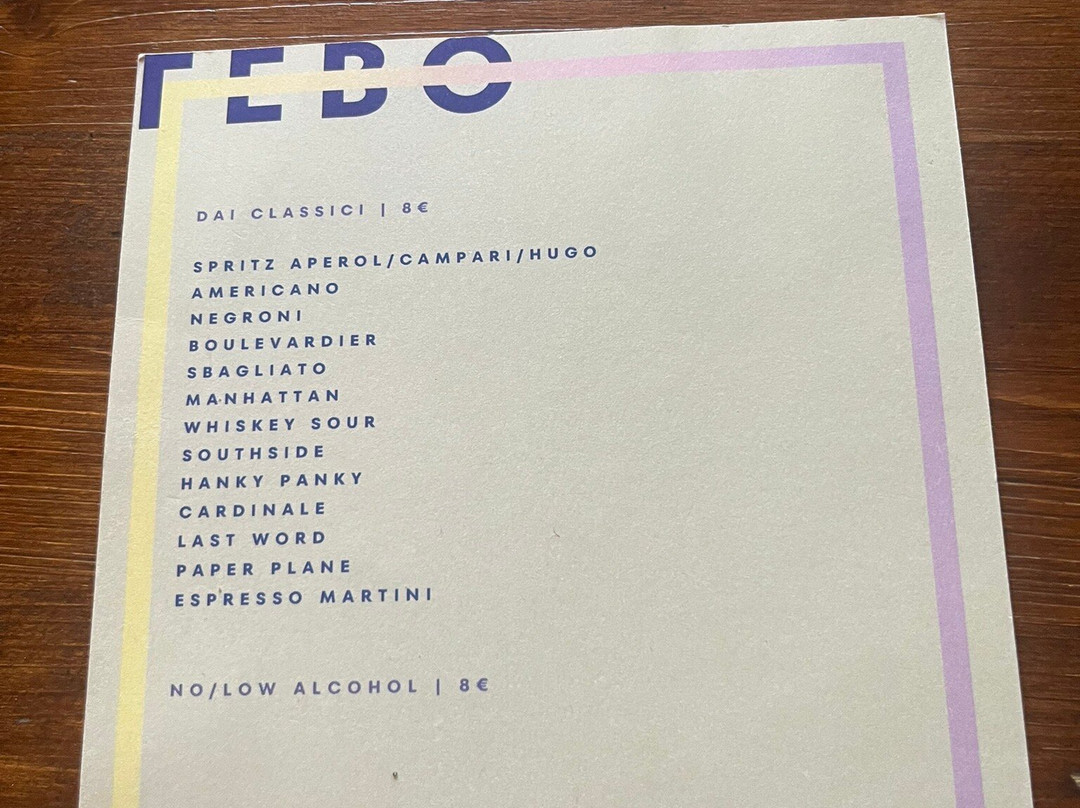 TEBO
DAI CLASSICI | 8€
SPRITZ APEROL/CAMPARI/HUGO
AMERICANO
NEGRONI
BOULEVARDIER
SBAGLIATO
MANHATTAN
WHISKEY SOUR
SOUTHSIDE
HANKY PANKY
CARDINALE
LAST WORD
PAPER PLANE
ESPRESSO MARTINI
NO/LOW ALCOHOL | 8€